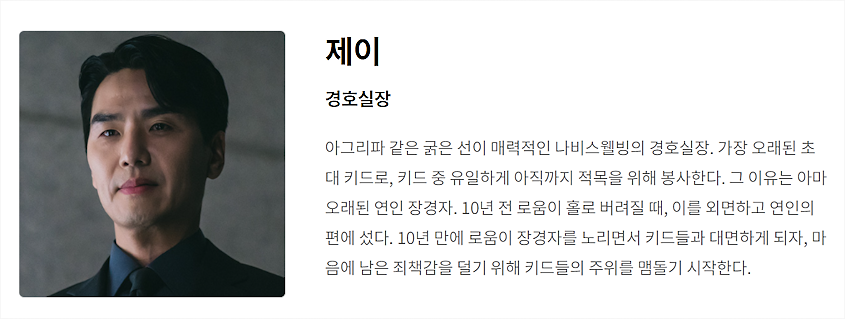 제이
경호실장
아그리파 같은 굵은 선이 매력적인 나비스웰빙의 경호실장. 가장 오래된 초
대 키드로, 키드 중 유일하게 아직까지 적목을 위해 봉사한다. 그 이유는 아마
오래된 연인 장경자. 10년 전 로움이 홀로 버려질 때, 이를 외면하고 연인의
편에 섰다. 10년 만에 로움이 장경자를 노리면서 키드들과 대면하게 되자, 마
음에 남은 죄책감을 덜기 위해 키드들의 주위를 맴돌기 시작한다.